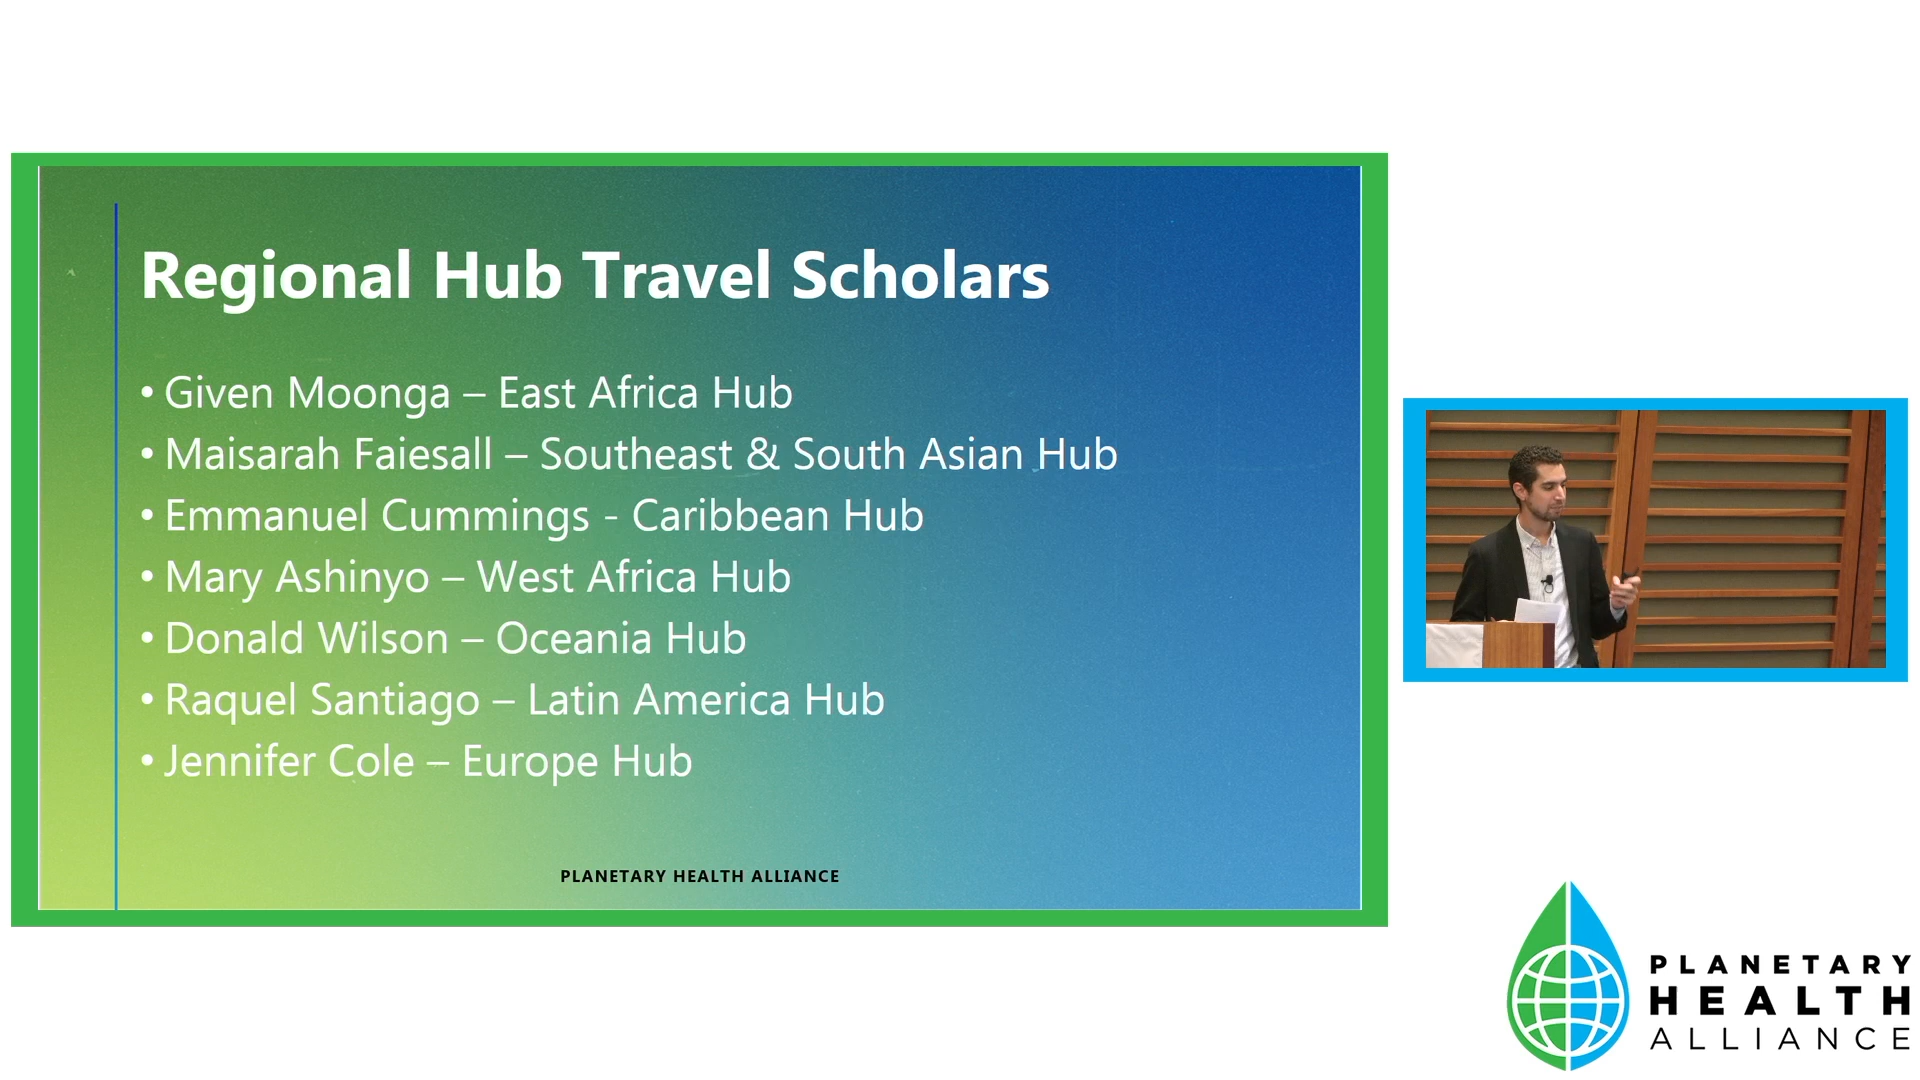 Regional Hub Travel Scholars
• Given Moonga – East Africa Hub
• Maisarah Faiesall – Southeast & South Asian Hub
• Emmanuel Cummings - Caribbean Hub
• Mary Ashinyo – West Africa Hub
• Donald Wilson – Oceania Hub
• Raquel Santiago – Latin America Hub
• Jennifer Cole – Europe Hub
PLANETARY HEALTH ALLIANCE
PLANETARY
HEALTH
ALLIANCE